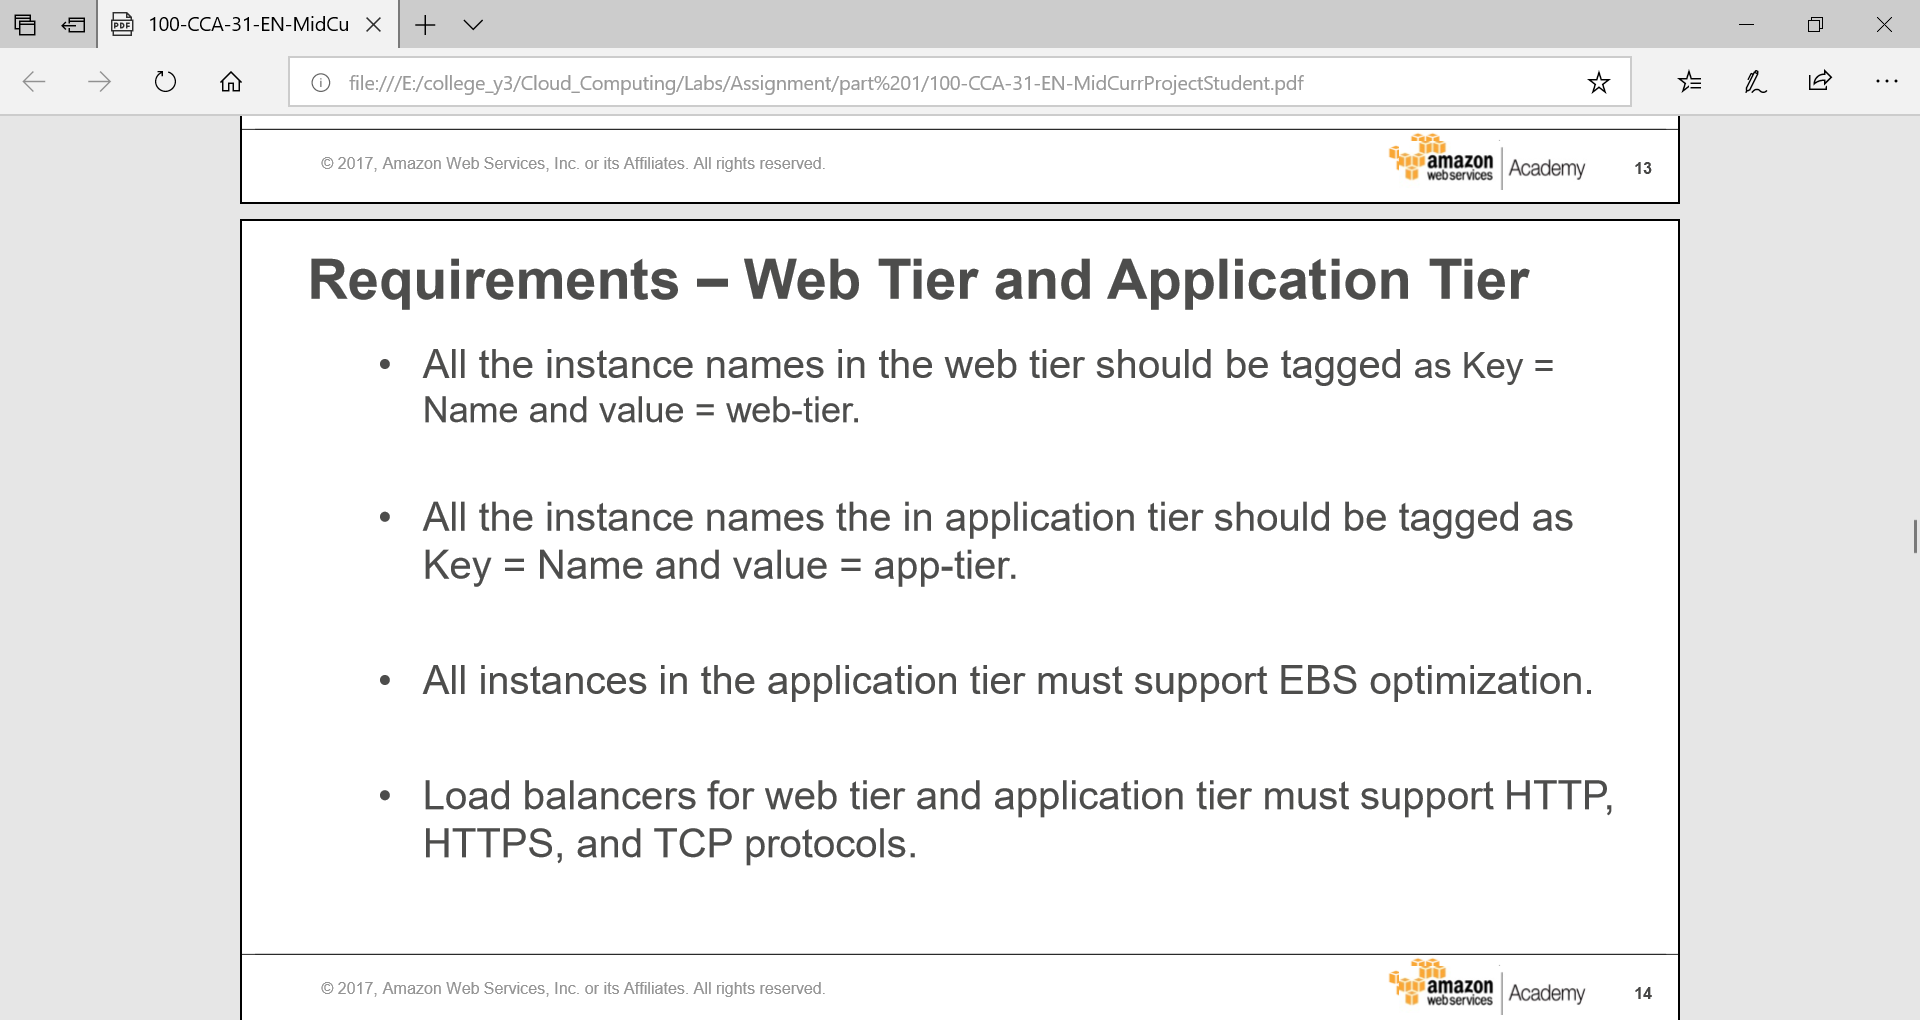 100-CCA-31-EN-MidCu
file:///E:/college_y3/Cloud_Computing/Labs/Assignment/part%201/100-CCA-31-EN-MidCurrProjectStudent.pdf
© 2017, Amazon Web Services, Inc. or its Affiliates. All rights reserved.
amazon
webservices
Academy
13
Requirements – Web Tier and Application Tier
• All the instance names in the web tier should be tagged as Key =
Name and value = web-tier.
• All the instance names the in application tier should be tagged as
Key = Name and value = app-tier.
• All instances in the application tier must support EBS optimization.
• Load balancers for web tier and application tier must support HTTP,
HTTPS, and TCP protocols.
© 2017, Amazon Web Services, Inc. or its Affiliates. All rights reserved.
amazon
webservices
Academy
14